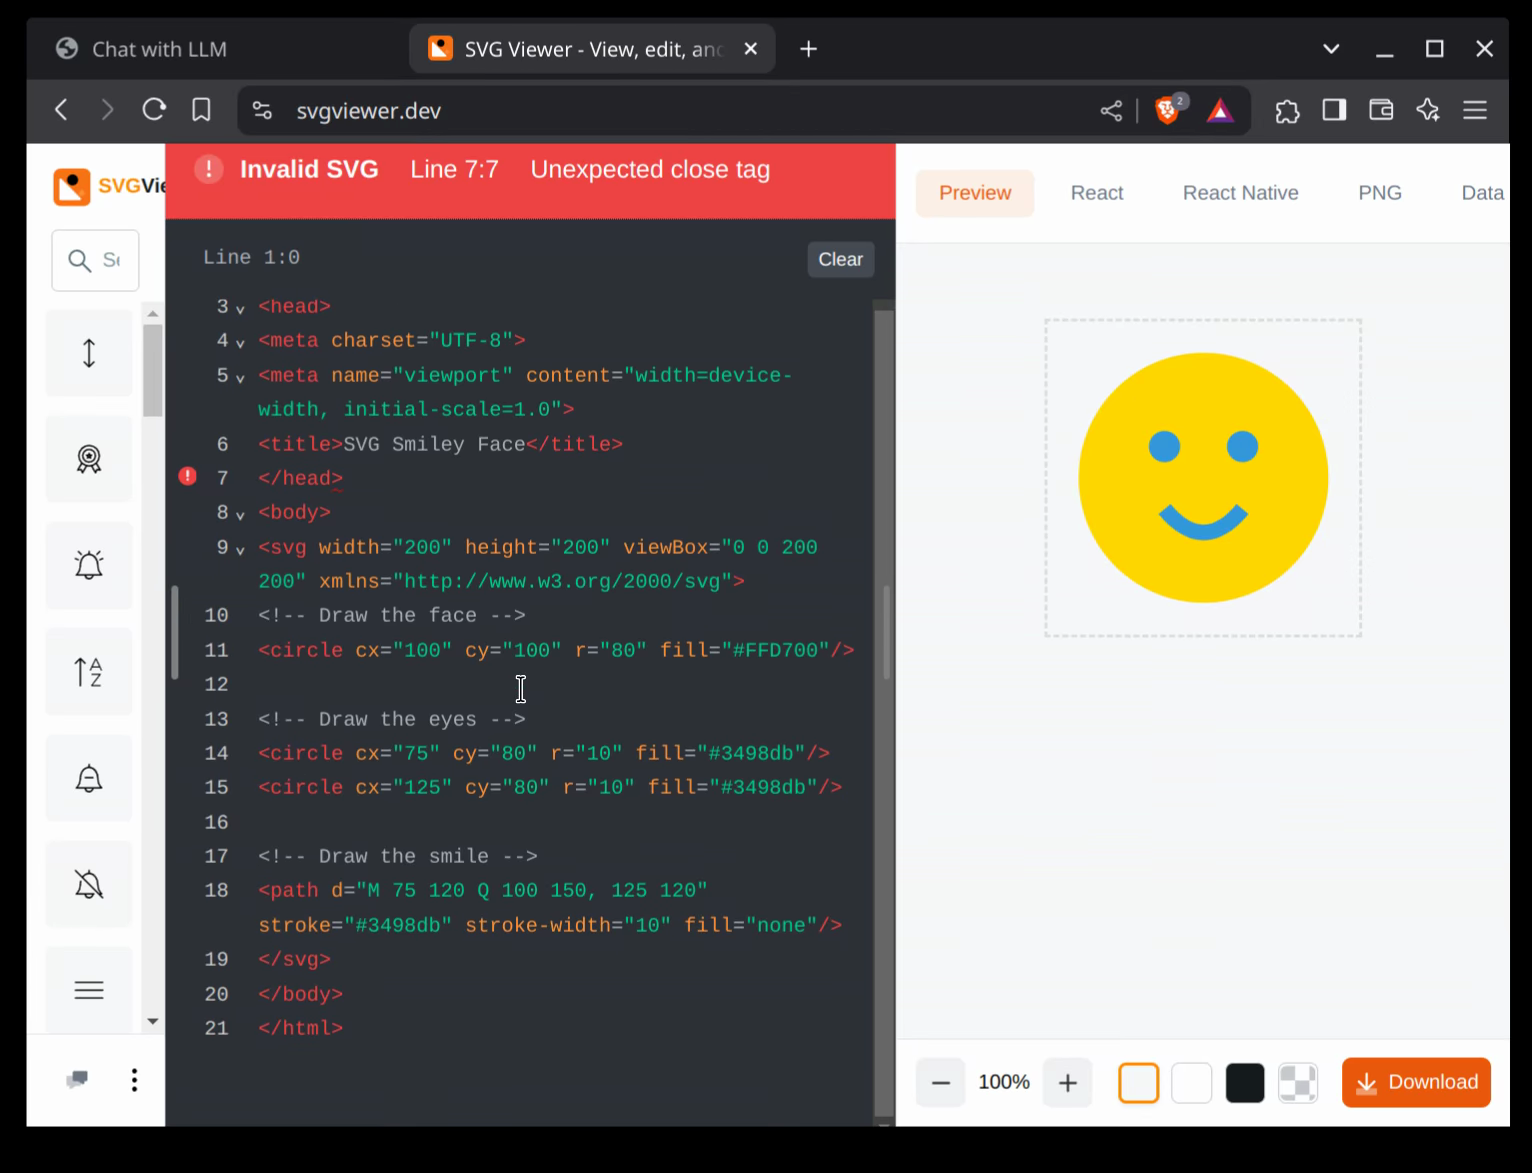 Chat with LLM
SVG Viewer - View, edit, and
svgviewer.dev
2
SVGVie
Invalid SVG Line 7:7 Unexpected close tag
Preview React React Native PNG Data
Line 1:0
Clear
3 <head>
4 <meta charset="UTF-8">
5 <meta name="viewport" content="width=device-
width, initial-scale=1.0">
6 <title>SVG Smiley Face</title>
7 </head>
8 <body>
9 <svg width="200" height="200" viewBox="0 0 200
200" xmlns="http://www.w3.org/2000/svg">
10 <!-- Draw the face -->
11 <circle cx="100" cy="100" r="80" fill="#FFD700"/>
12
13 <!-- Draw the eyes -->
14 <circle cx="75" cy="80" r="10" fill="#3498db"/>
15 <circle cx="125" cy="80" r="10" fill="#3498db"/>
16
17 <!-- Draw the smile -->
18 <path d="M 75 120 Q 100 150, 125 120"
stroke="#3498db" stroke-width="10" fill="none"/>
19 </svg>
20 </body>
21 </html>
A
Z
100%
Download